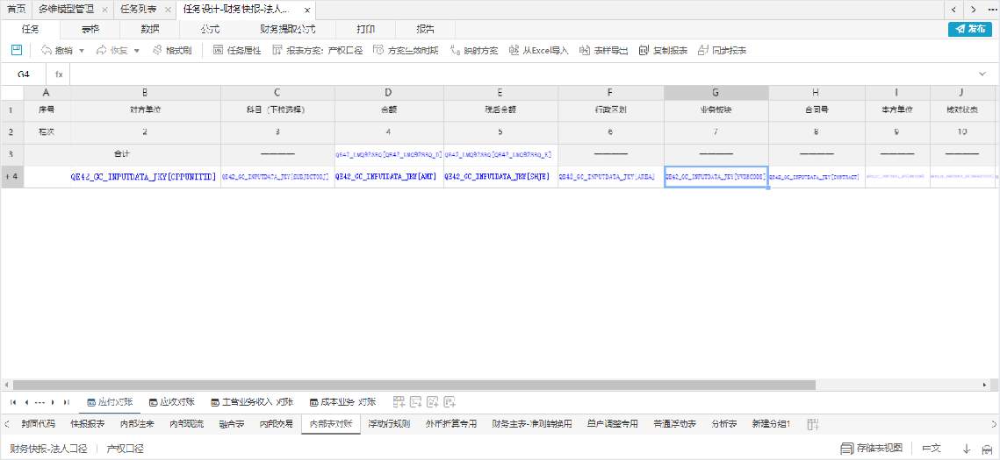 首页 多维模型管理 × 任务列表 × 任务设计-财务快报-法人... ×
任务 表格 数据 公式 财务提取公式 打印 报告 发布
撤销 恢复 格式刷 任务属性 报表方案：产权口径 方案生效时期 映射方案 从Excel导入 表样导出 复制报表 同步报表
G4 fx
A B C D E F G H I J
1 序号 对方单位 科目（下拉选择） 金额 税后金额 行政区划 业务板块 合同号 本方单位 核对状态
2 栏次 2 3 4 5 6 7 8 9 10
3 合计 ———— ———— ———— ———— ———— ————
+ 4 QE42_GC_INPUTDATA_JKY[OPPUNITID] QE42_GC_INPUTDATA_JKY[SUBJECTOBJ] QE42_GC_INPUTDATA_JKY[AMT] QE42_GC_INPUTDATA_JKY[SHJE] QE42_GC_INPUTDATA_JKY[AREA] QE42_GC_INPUTDATA_JKY[YWBKCODE] QE42_GC_INPUTDATA_JKY[CONTRACT]
应付对账 应收对账 主营业务收入-对账 成本业务-对账
封面代码 快报报表 内部往来 内部现流 融合表 内部交易 内部表对账 浮动行规则 外币折算专用 财务主表-准则转换用 单户调整专用 普通浮动表 分析表 新建分组1
财务快报-法人口径 产权口径 存储表视图 中文